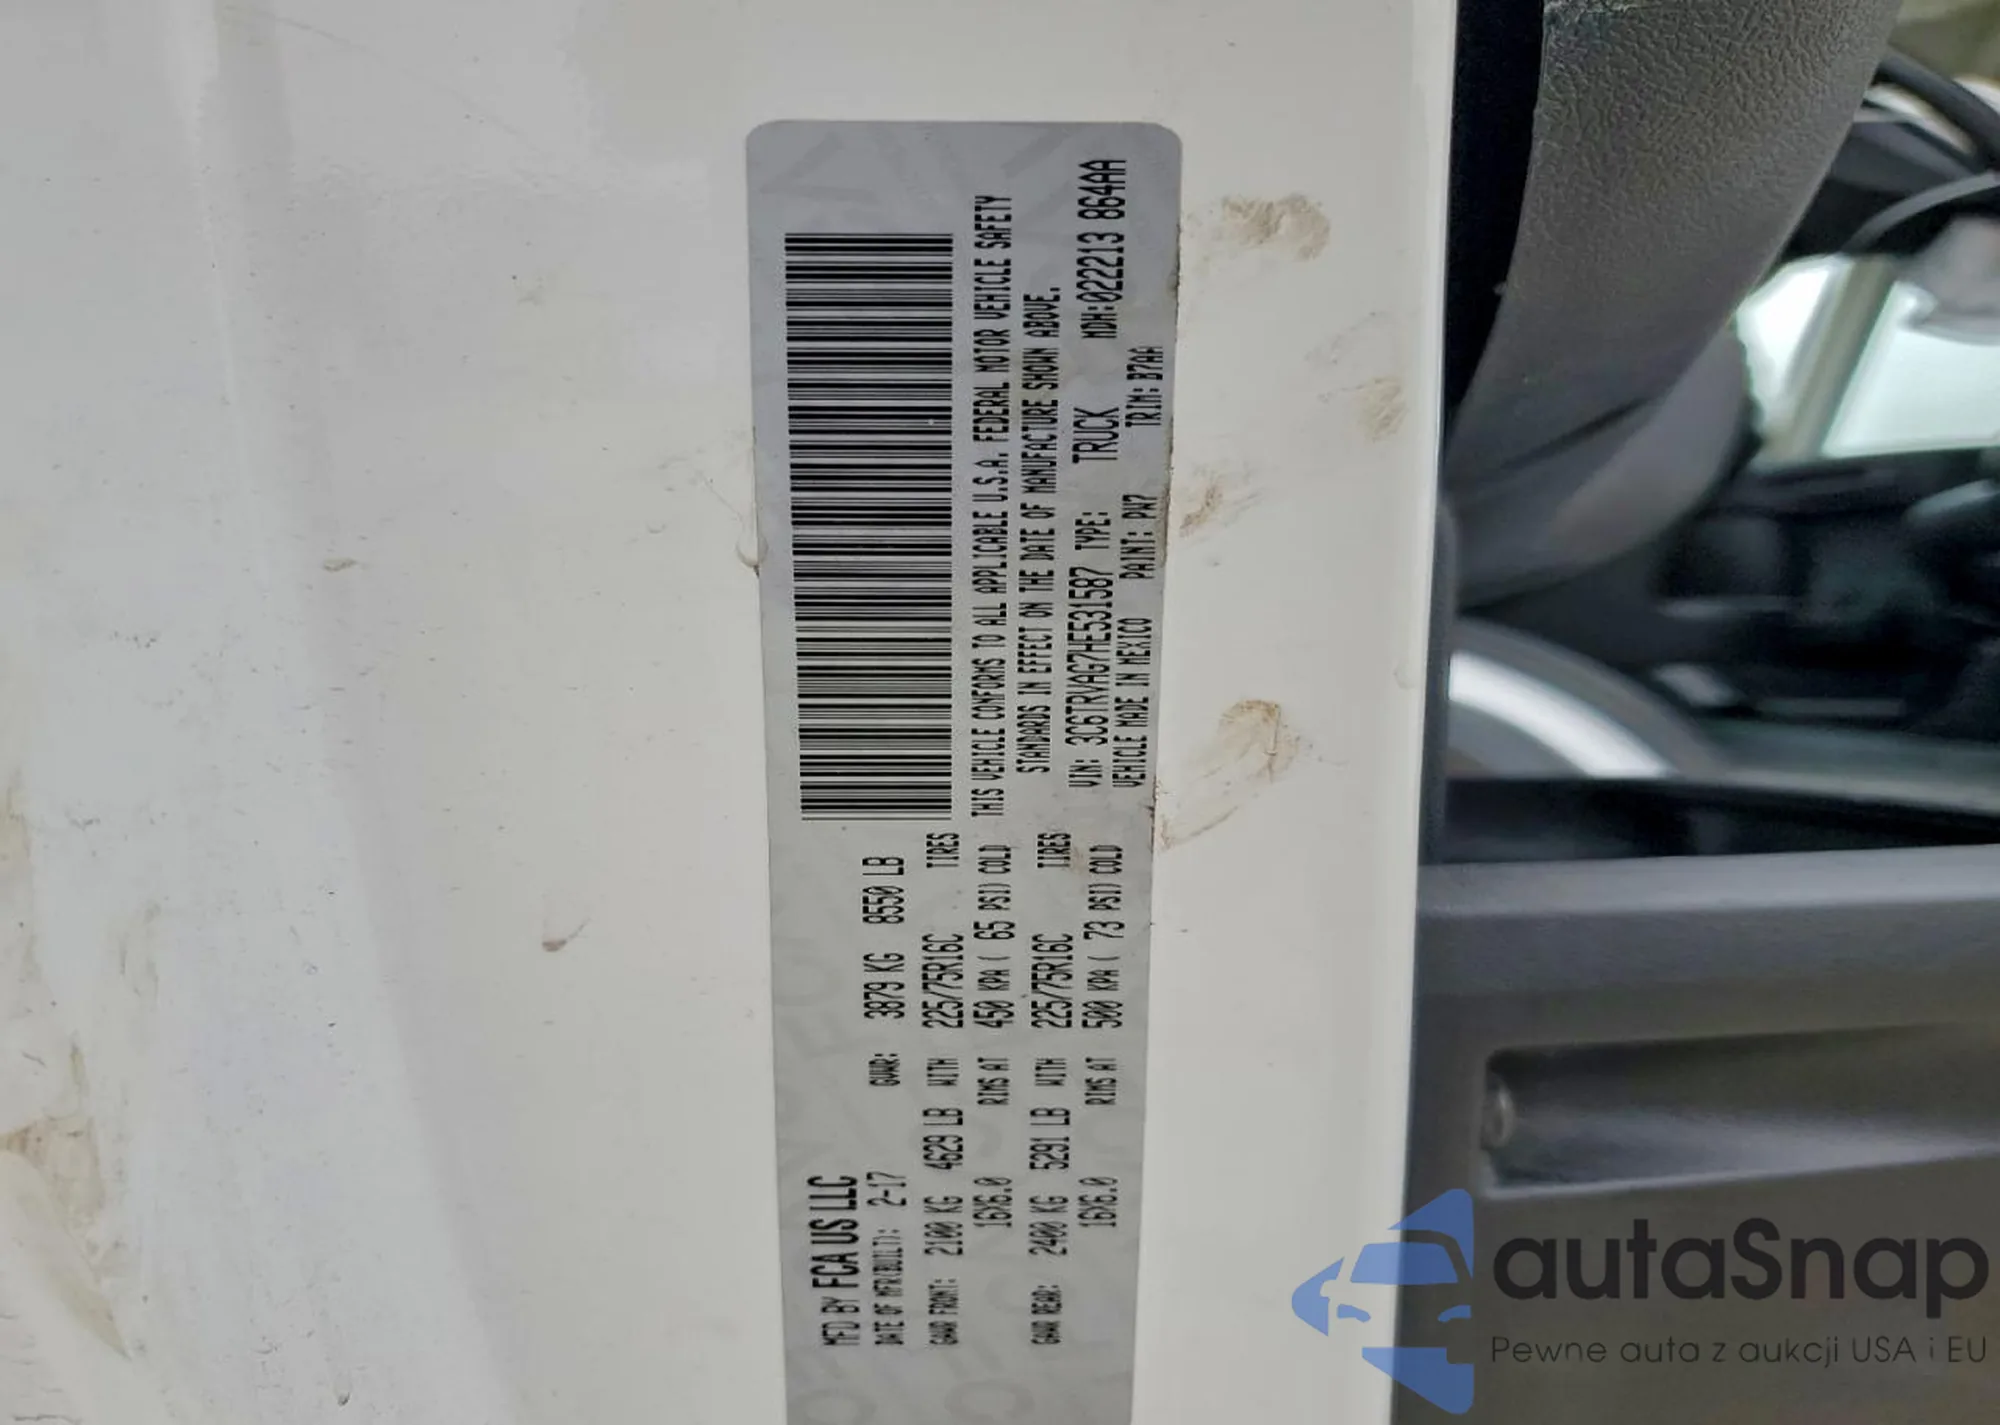 MFD BY FCA US LLC
DATE OF MFR(BUILT): 2-17 GVWR: 3879 KG 8550 LB
GAWR FRONT: 2100 KG 4629 LB WITH 225/75R16C TIRES
16X6.0 RIMS AT 450 KPA ( 65 PSI) COLD
GAWR REAR: 2400 KG 5291 LB WITH 225/75R16C TIRES
16X6.0 RIMS AT 500 KPA ( 73 PSI) COLD
THIS VEHICLE CONFORMS TO ALL APPLICABLE U.S.A. FEDERAL MOTOR VEHICLE SAFETY
STANDARDS IN EFFECT ON THE DATE OF MANUFACTURE SHOWN ABOVE.
VIN: 3C6TRVAG7HE531587 TYPE: TRUCK MDH:022213 864AA
VEHICLE MADE IN MEXICO PAINT: PW7 TRIM: B7AA
autaSnap
Pewne auta z aukcji USA i EU